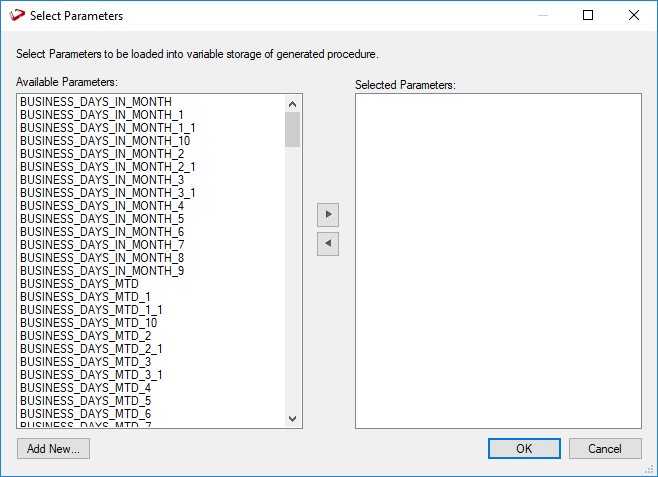 Select Parameters
Select Parameters to be loaded into variable storage of generated procedure.
Available Parameters:
BUSINESS_DAYS_IN_MONTH
BUSINESS_DAYS_IN_MONTH_1
BUSINESS_DAYS_IN_MONTH_1_1
BUSINESS_DAYS_IN_MONTH_10
BUSINESS_DAYS_IN_MONTH_2
BUSINESS_DAYS_IN_MONTH_2_1
BUSINESS_DAYS_IN_MONTH_3
BUSINESS_DAYS_IN_MONTH_3_1
BUSINESS_DAYS_IN_MONTH_4
BUSINESS_DAYS_IN_MONTH_5
BUSINESS_DAYS_IN_MONTH_6
BUSINESS_DAYS_IN_MONTH_7
BUSINESS_DAYS_IN_MONTH_8
BUSINESS_DAYS_IN_MONTH_9
BUSINESS_DAYS_MTD
BUSINESS_DAYS_MTD_1
BUSINESS_DAYS_MTD_1_1
BUSINESS_DAYS_MTD_10
BUSINESS_DAYS_MTD_2
BUSINESS_DAYS_MTD_2_1
BUSINESS_DAYS_MTD_3
BUSINESS_DAYS_MTD_3_1
BUSINESS_DAYS_MTD_4
BUSINESS_DAYS_MTD_5
BUSINESS_DAYS_MTD_6
BUSINESS_DAYS_MTD_7
Selected Parameters:
Add New...
OK
Cancel